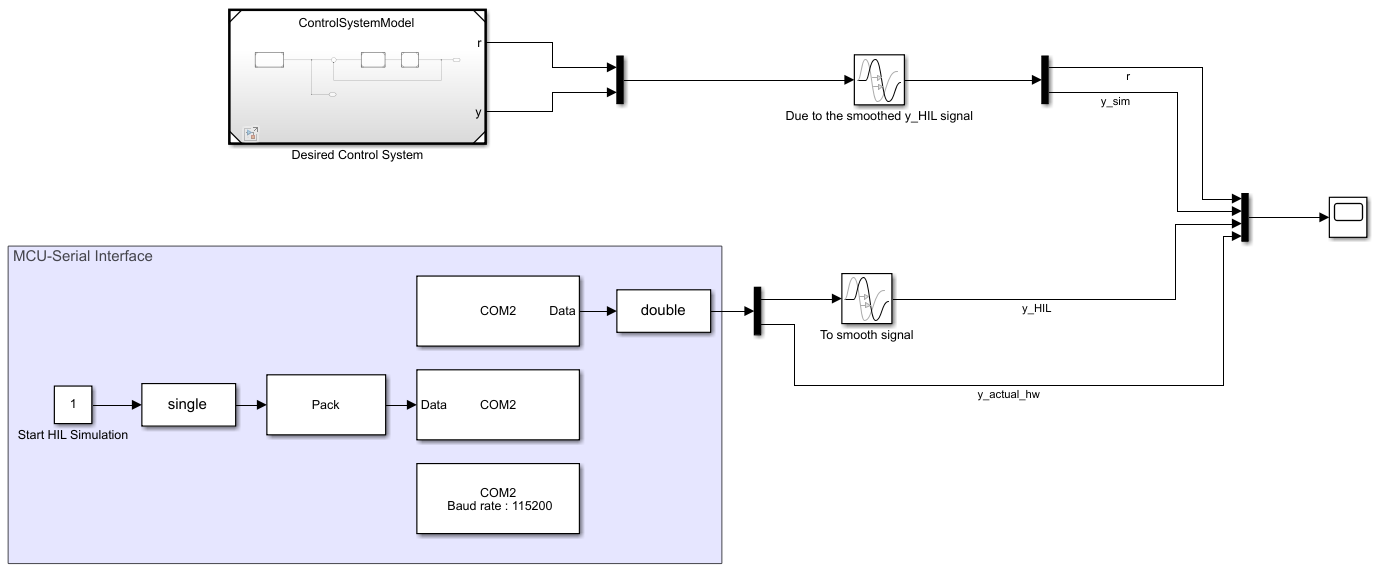 ControlSystemModel
r
y
Desired Control System
Due to the smoothed y_HIL signal
r
y_sim
MCU-Serial Interface
COM2
Data
double
To smooth signal
y_HIL
y_actual_hw
1
Start HIL Simulation
single
Pack
Data
COM2
COM2
Baud rate : 115200